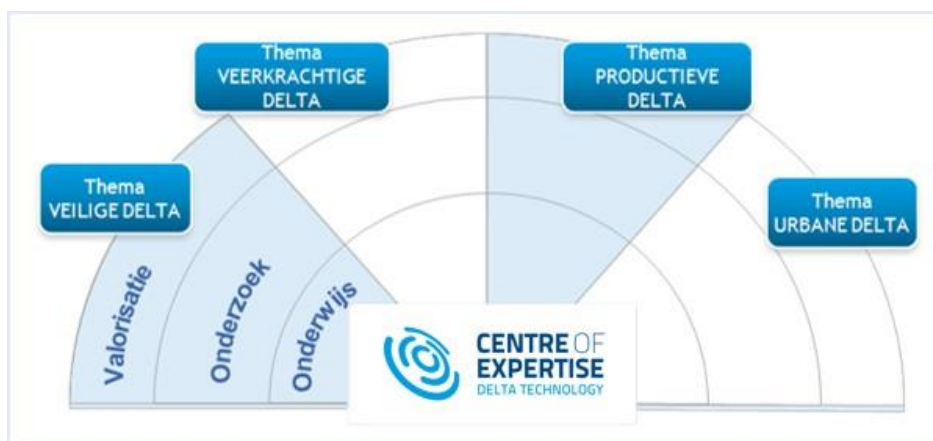 Thema
VEERKRACHTIGE
DELTA
Thema
PRODUCTIEVE
DELTA
Thema
VEILIGE DELTA
Thema
URBANE DELTA
Valorisatie
Onderzoek
Onderwijs
CENTRE OF
EXPERTISE
DELTA TECHNOLOGY